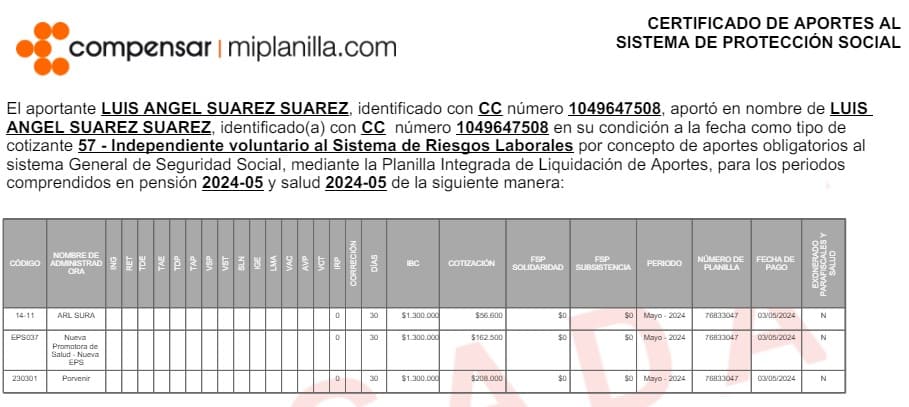 CERTIFICADO DE APORTES AL
SISTEMA DE PROTECCIÓN SOCIAL
compensar | miplanilla.com
El aportante LUIS ANGEL SUAREZ SUAREZ, identificado con CC número 1049647508, aportó en nombre de LUIS
ANGEL SUAREZ SUAREZ, identificado(a) con CC número 1049647508 en su condición a la fecha como tipo de
cotizante 57 - Independiente voluntario al Sistema de Riesgos Laborales por concepto de aportes obligatorios al
sistema General de Seguridad Social, mediante la Planilla Integrada de Liquidación de Aportes, para los periodos
comprendidos en pensión 2024-05 y salud 2024-05 de la siguiente manera:
CÓDIGO NOMBRE DE ADMINISTRAD ORA ING RET TDE TAE TDP TAP VSP VST SLN IGE LMA VAC AVP VCT IRP CORRECIÓN DÍAS IBC COTIZACIÓN FSP SOLIDARIDAD FSP SUBSISTENCIA PERIODO NÚMERO DE PLANILLA FECHA DE PAGO EXONERADO PARAFISCALES Y SALUD
14-11 ARL SURA 0 30 $1.300.000 $56.600 $0 $0 Mayo - 2024 76833047 03/05/2024 N
EPS037 Nueva 0 30 $1.300.000 $162.500 $0 $0 Mayo - 2024 76833047 03/05/2024 N
Promotora de
Salud - Nueva
EPS
230301 Porvenir 0 30 $1.300.000 $208.000 $0 $0 Mayo - 2024 76833047 03/05/2024 N
SADA